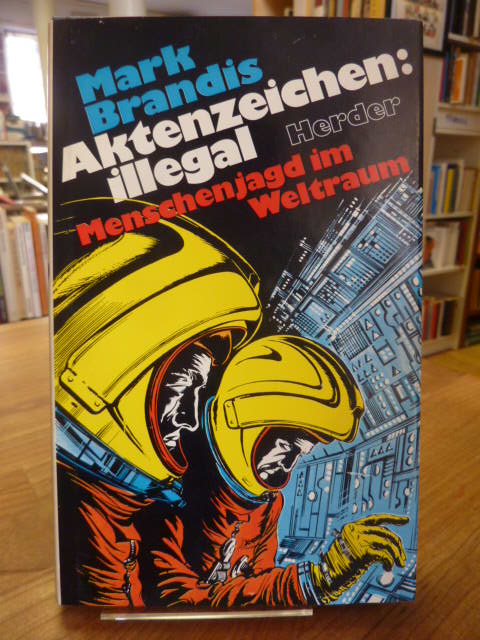 Mark
Brandis
Aktenzeichen:
illegal
Herder
Menschenjagd im
Weltraum